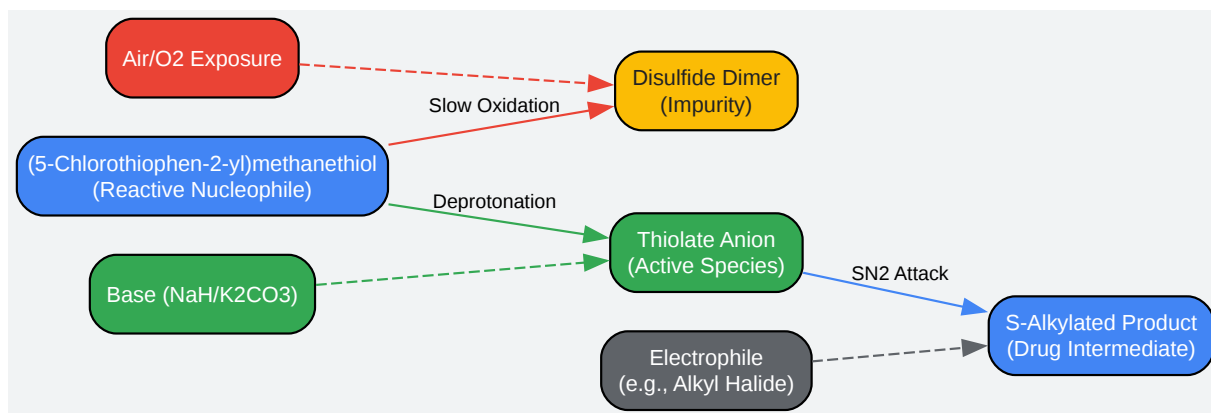 Air/O2 Exposure
Disulfide Dimer
(Impurity)
Slow Oxidation
(5-Chlorothiophen-2-yl)methanethiol
(Reactive Nucleophile)
Deprotonation
Thiolate Anion
(Active Species)
Base (NaH/K2CO3)
SN2 Attack
S-Alkylated Product
(Drug Intermediate)
Electrophile
(e.g., Alkyl Halide)